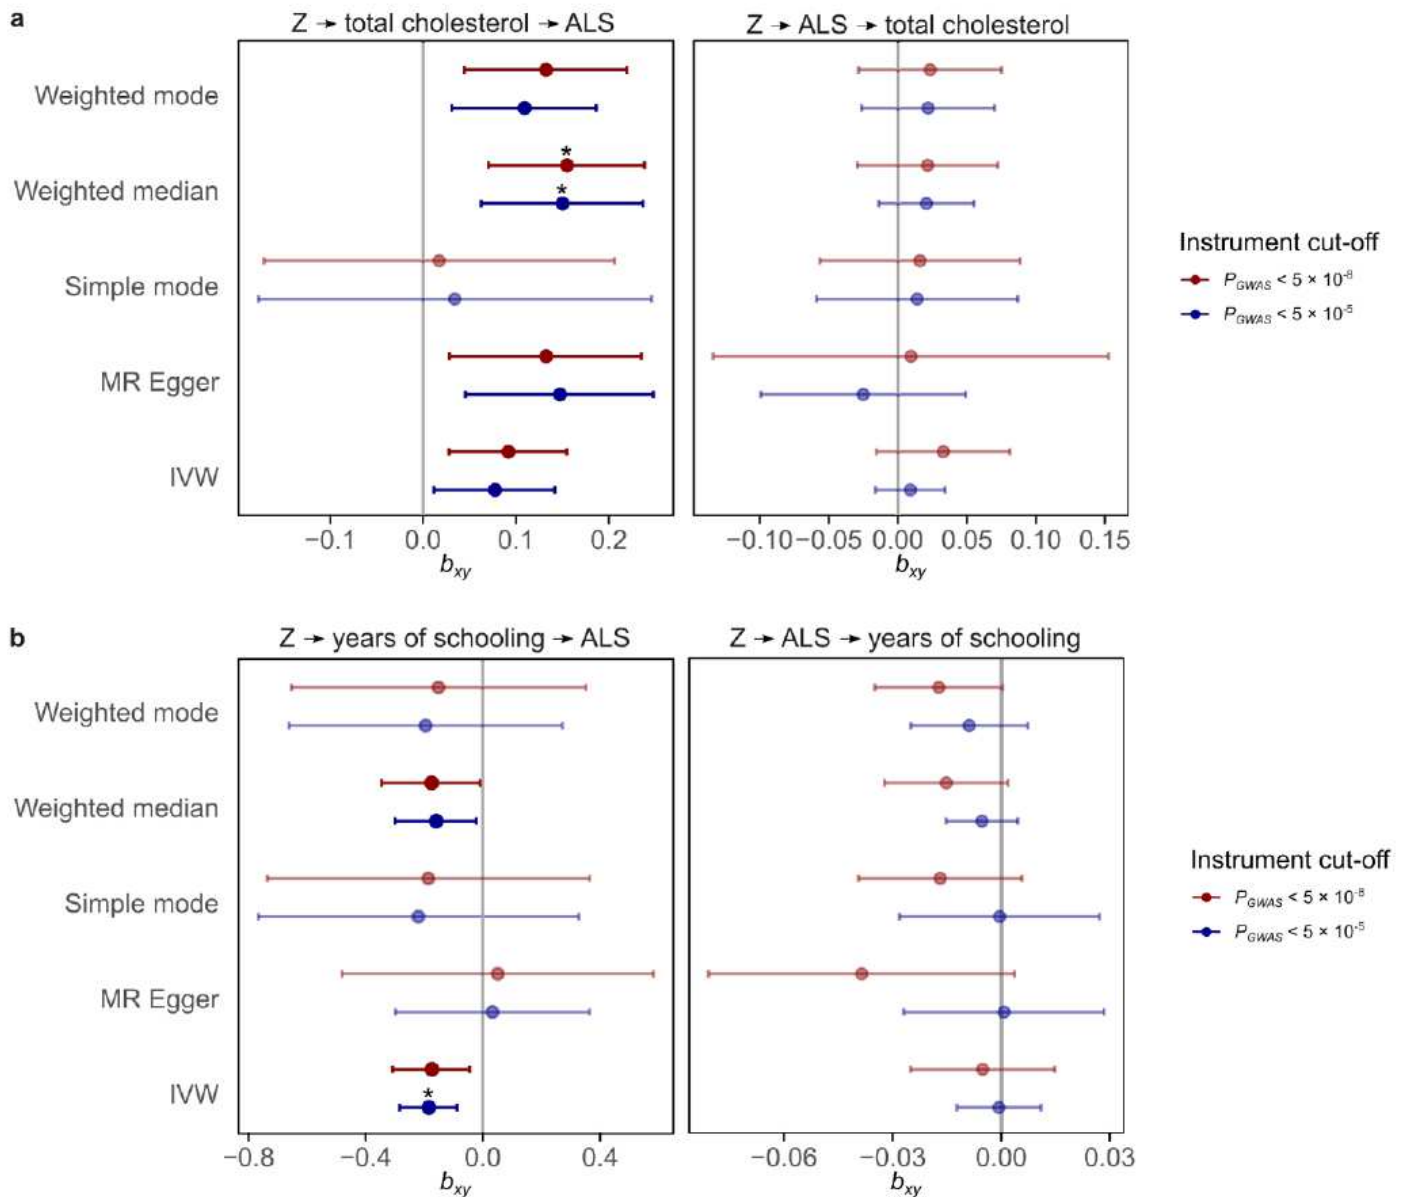 a
Z → total cholesterol → ALS
Z → ALS → total cholesterol
Weighted mode
Weighted median
*
*
Simple mode
MR Egger
IVW
−0.1 0.0 0.1 0.2
bxy
−0.10 −0.05 0.00 0.05 0.10 0.15
bxy
Instrument cut-off
PGWAS < 5 × 10-8
PGWAS < 5 × 10-5
b
Z → years of schooling → ALS
Z → ALS → years of schooling
Weighted mode
Weighted median
Simple mode
MR Egger
IVW
*
−0.8 −0.4 0.0 0.4
bxy
−0.06 −0.03 0.00 0.03
bxy
Instrument cut-off
PGWAS < 5 × 10-8
PGWAS < 5 × 10-5